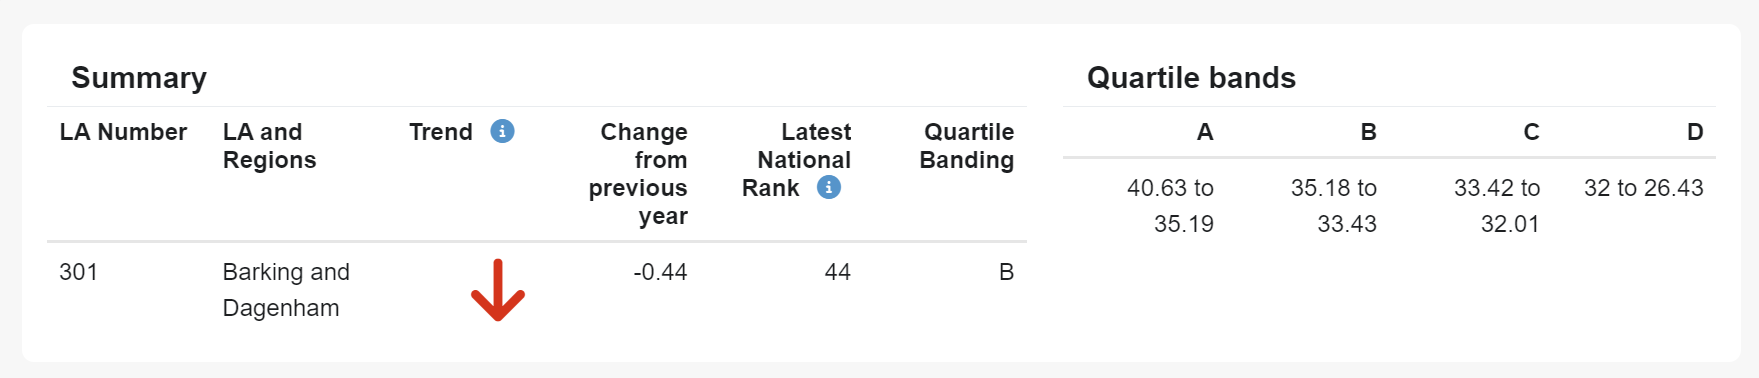 Summary
LA Number
LA and
Regions
Trend
Change
from
previous
year
Latest
National
Rank
Quartile
Banding
301
Barking and
Dagenham
-0.44
44
B
Quartile bands
A
B
C
D
40.63 to
35.19
35.18 to
33.43
33.42 to
32.01
32 to 26.43